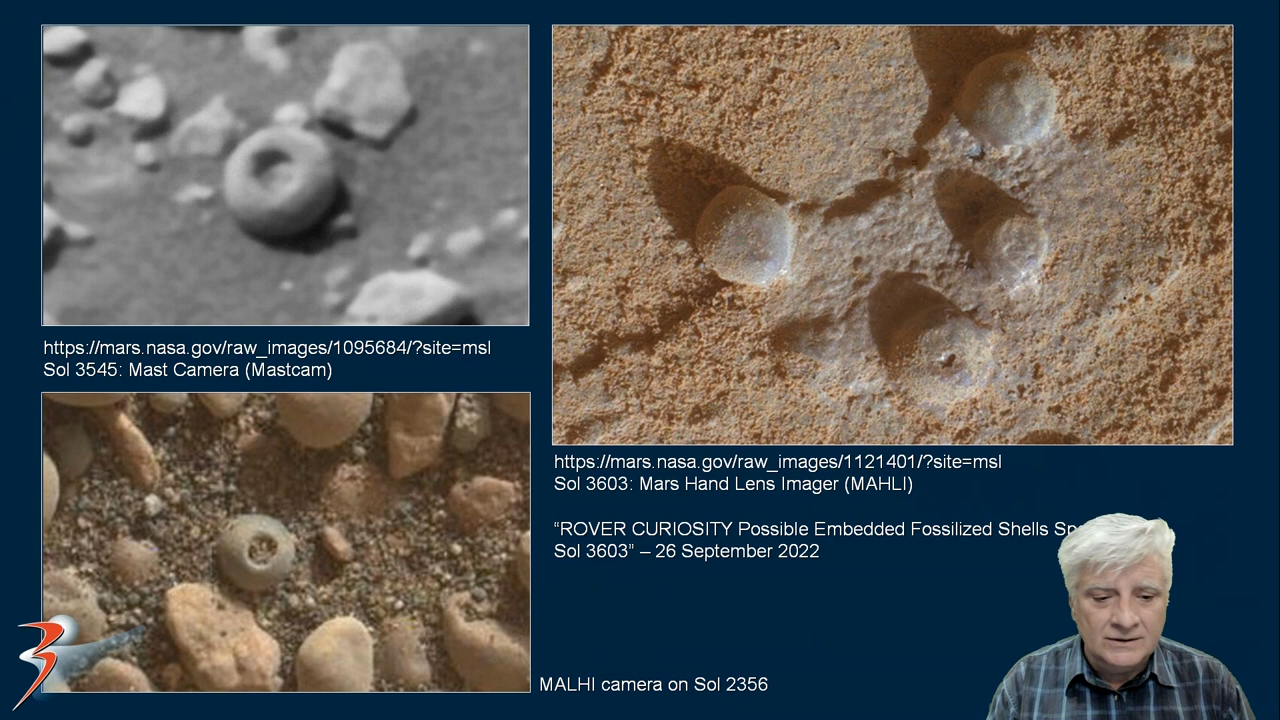 https://mars.nasa.gov/raw_images/1095684/?site=msl
Sol 3545: Mast Camera (Mastcam)
https://mars.nasa.gov/raw_images/1121401/?site=msl
Sol 3603: Mars Hand Lens Imager (MAHLI)
“ROVER CURIOSITY Possible Embedded Fossilized Shells
Sol 3603” – 26 September 2022
MALHI camera on Sol 2356